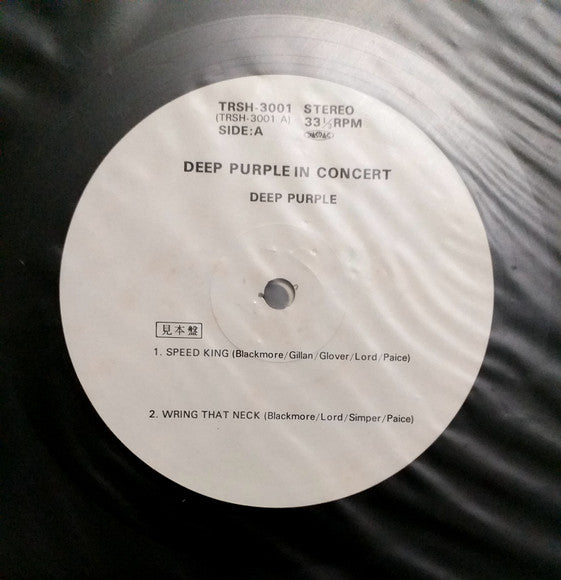 TRSH-3001 STEREO
(TRSH-3001 A) 33⅓RPM
SIDE:A JASRAC
DEEP PURPLE IN CONCERT
DEEP PURPLE
見本盤
1. SPEED KING (Blackmore/Gillan/Glover/Lord/Paice)
2. WRING THAT NECK (Blackmore/Lord/Simper/Paice)